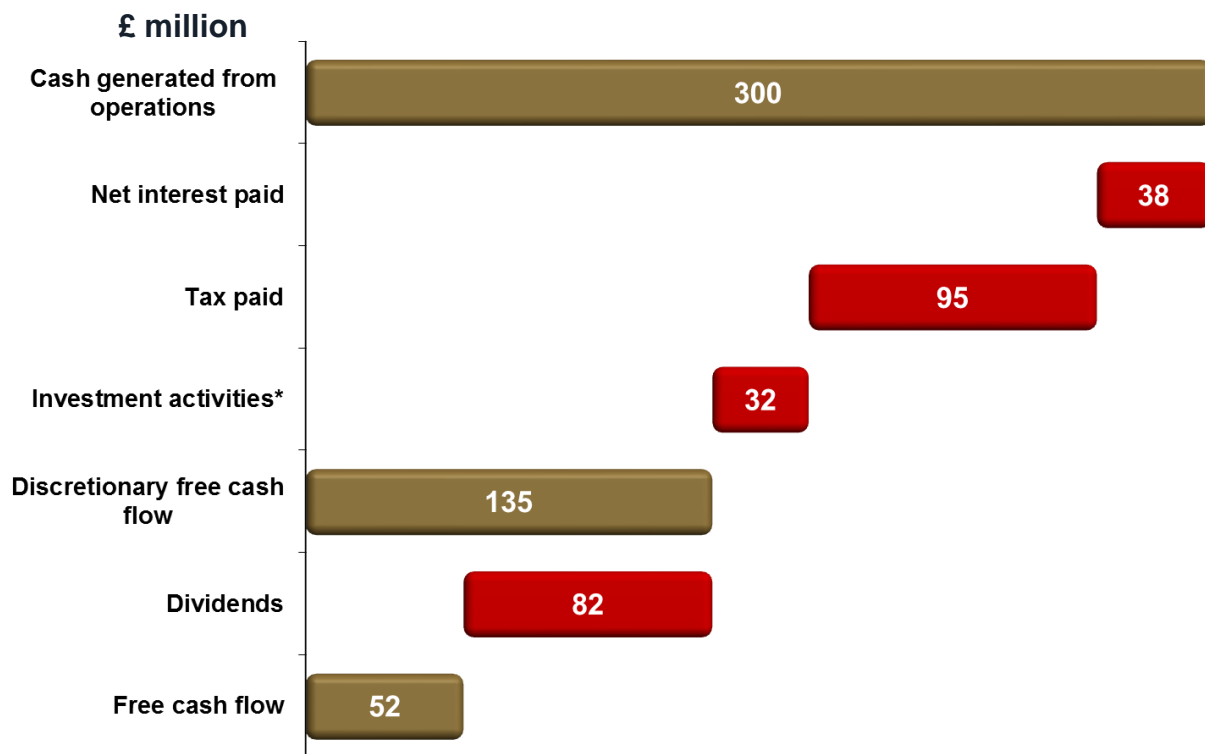 £ million
Cash generated from
operations
300
Net interest paid
38
Tax paid
95
Investment activities*
32
Discretionary free cash
flow
135
Dividends
82
Free cash flow
52